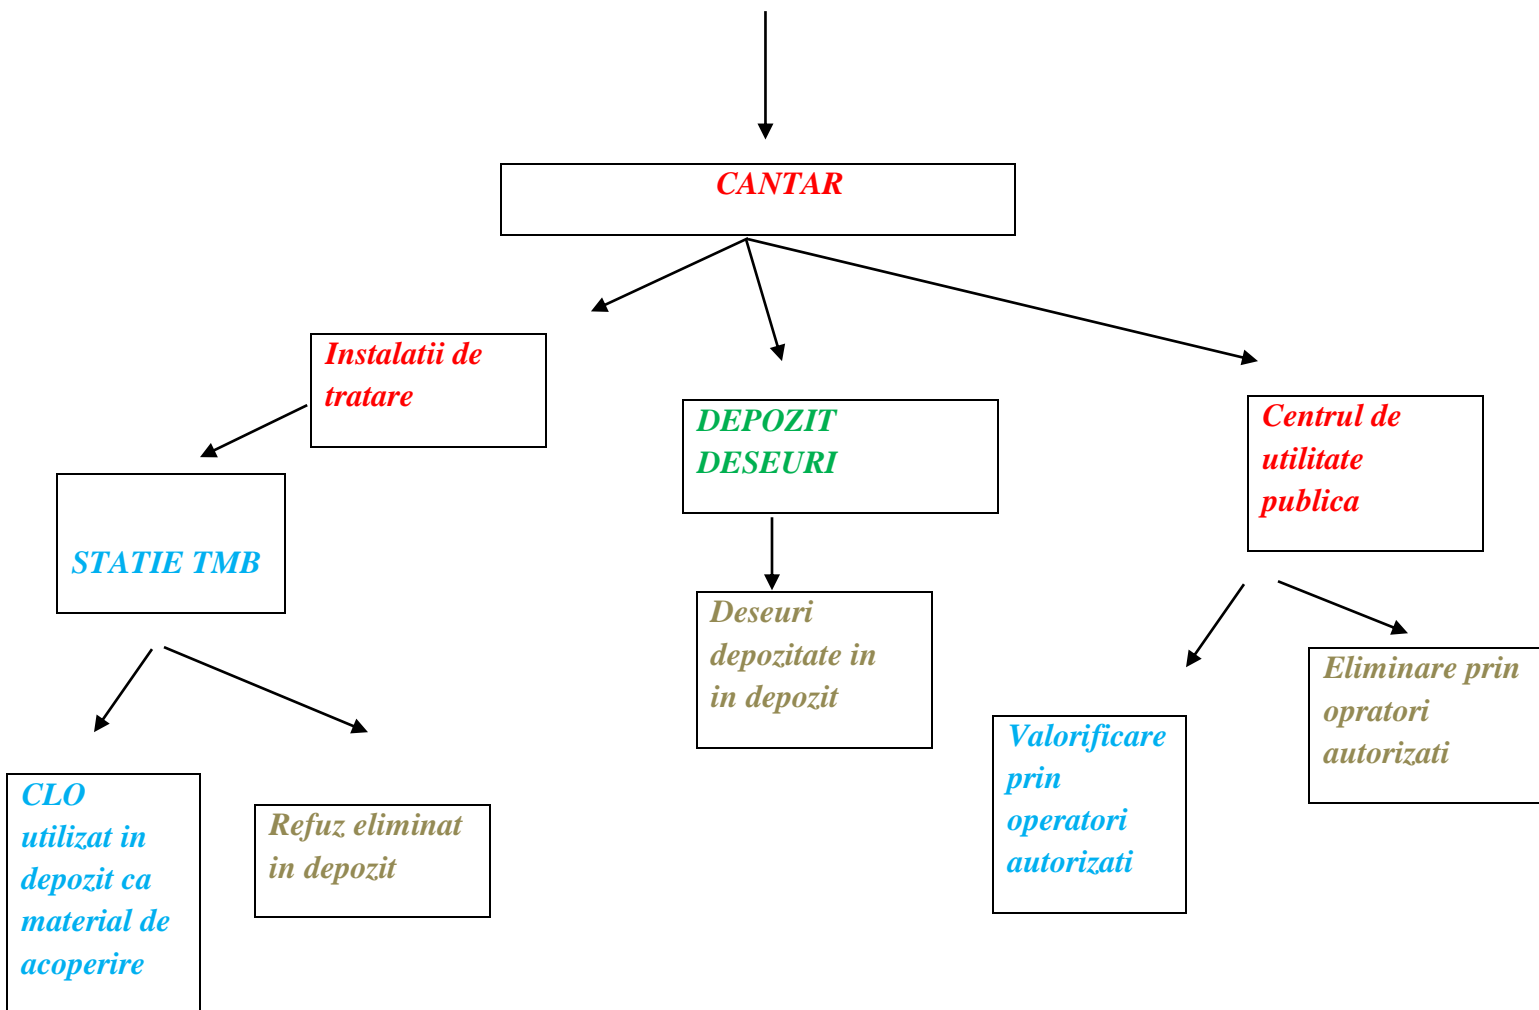 CANTAR
Instalatii de
tratare
DEPOZIT
DESEURI
Centrul de
utilitate
publica
STATIE TMB
Deseuri
depozitate in
in depozit
Eliminare prin
opratori
autorizati
Valorificare
prin
operatori
autorizati
CLO
utilizat in
depozit ca
material de
acoperire
Refuz eliminat
in depozit